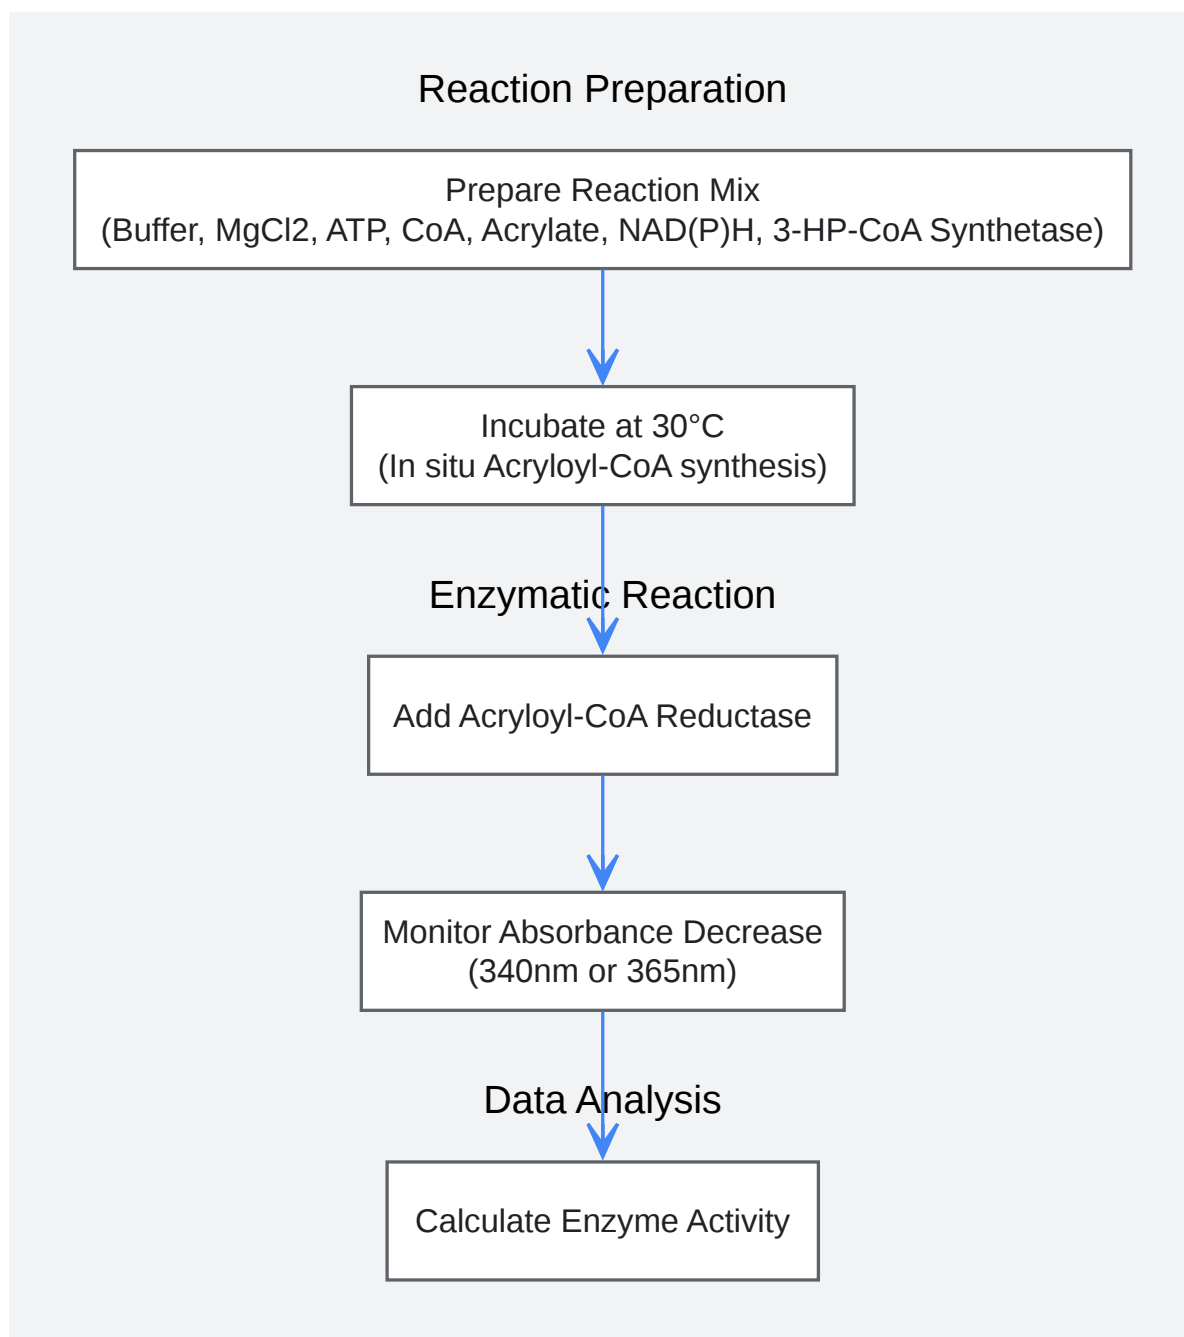 Reaction Preparation
Prepare Reaction Mix
(Buffer, MgCl2, ATP, CoA, Acrylate, NAD(P)H, 3-HP-CoA Synthetase)
Incubate at 30°C
(In situ Acryloyl-CoA synthesis)
Enzymatic Reaction
Add Acryloyl-CoA Reductase
Monitor Absorbance Decrease
(340nm or 365nm)
Data Analysis
Calculate Enzyme Activity